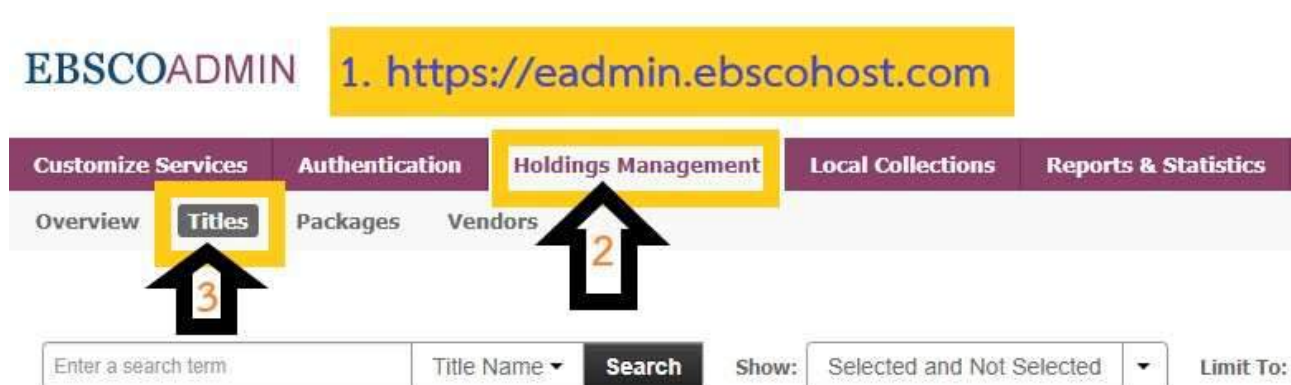 EBSCOADMIN 1. https://eadmin.ebscohost.com
Customize Services Authentication Holdings Management Local Collections Reports & Statistics
Overview Titles Packages Vendors
2
3
Enter a search term Title Name Search Show: Selected and Not Selected Limit To: